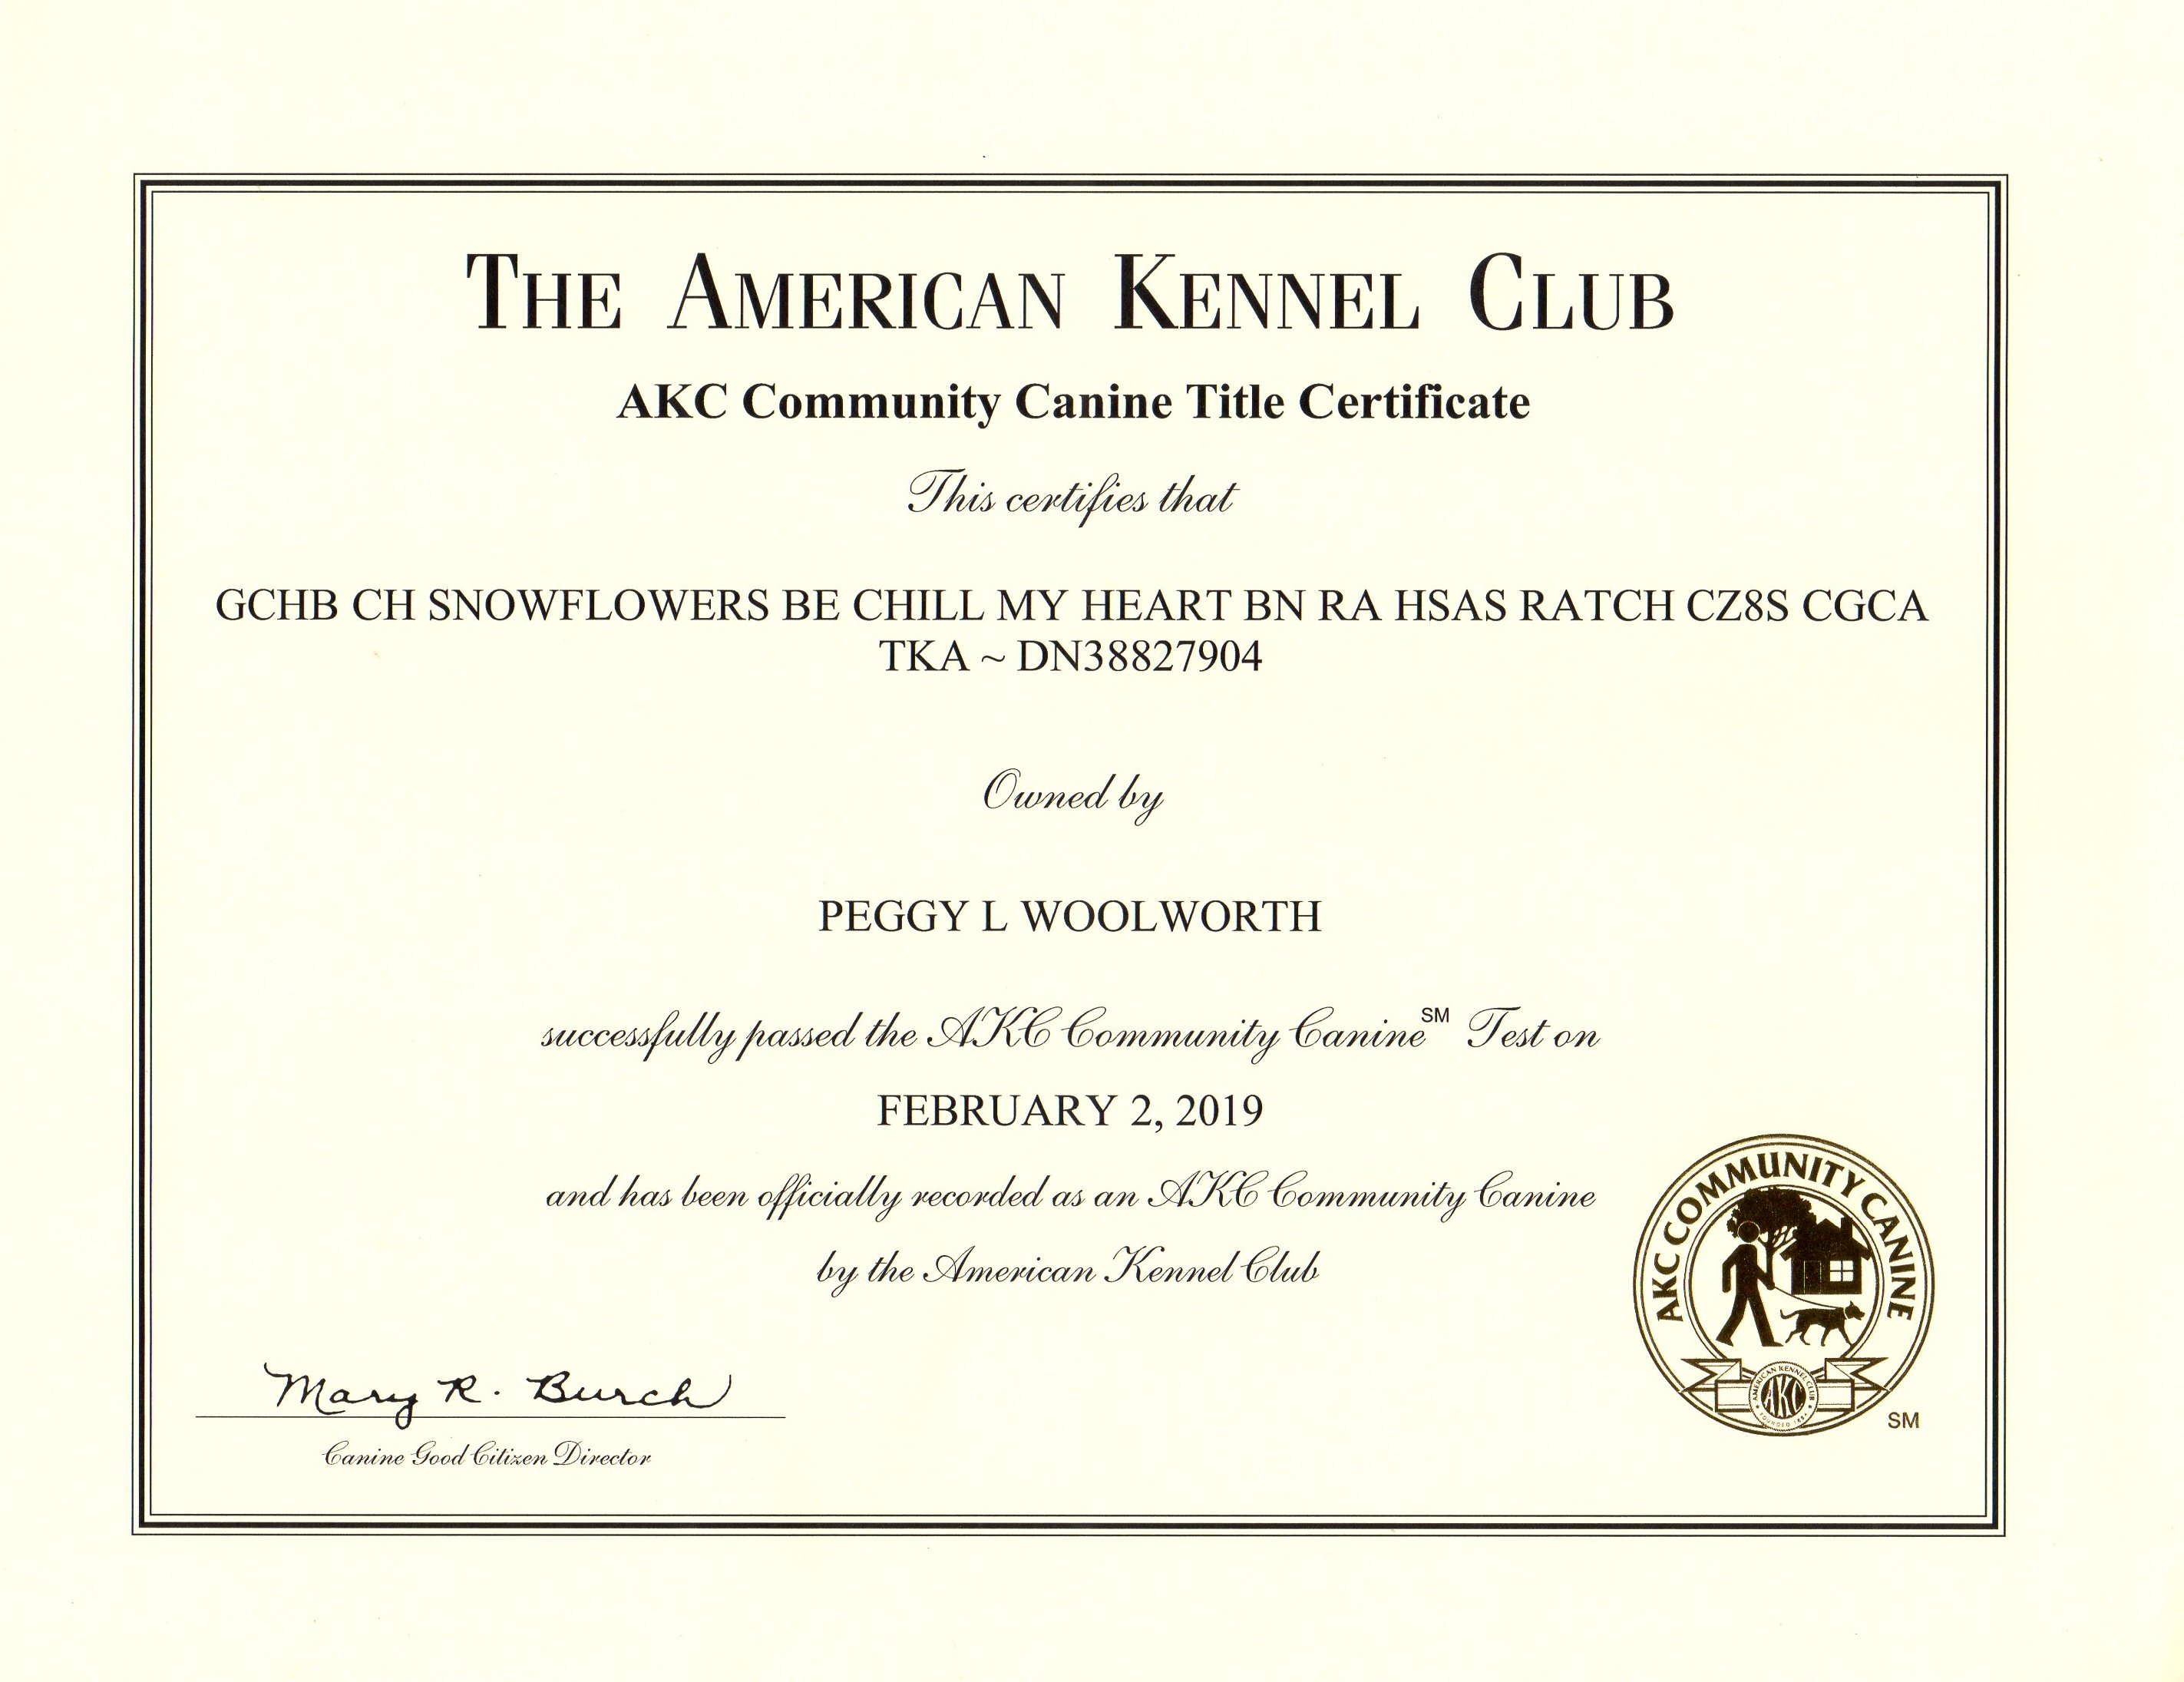 THE AMERICAN KENNEL CLUB
AKC Community Canine Title Certificate
This certifies that
GCHB CH SNOWFLOWERS BE CHILL MY HEART BN RA HSAS RATCH CZ8S CGCA
TKA ~ DN38827904
Owned by
PEGGY L WOOLWORTH
successfully passed the AKC Community Canine℠ Test on
FEBRUARY 2, 2019
and has been officially recorded as an AKC Community Canine
by the American Kennel Club
Mary R. Burch
Canine Good Citizen Director
AKC COMMUNITY CANINE
AMERICAN KENNEL CLUB
AKC
FOUNDED 1884
SM